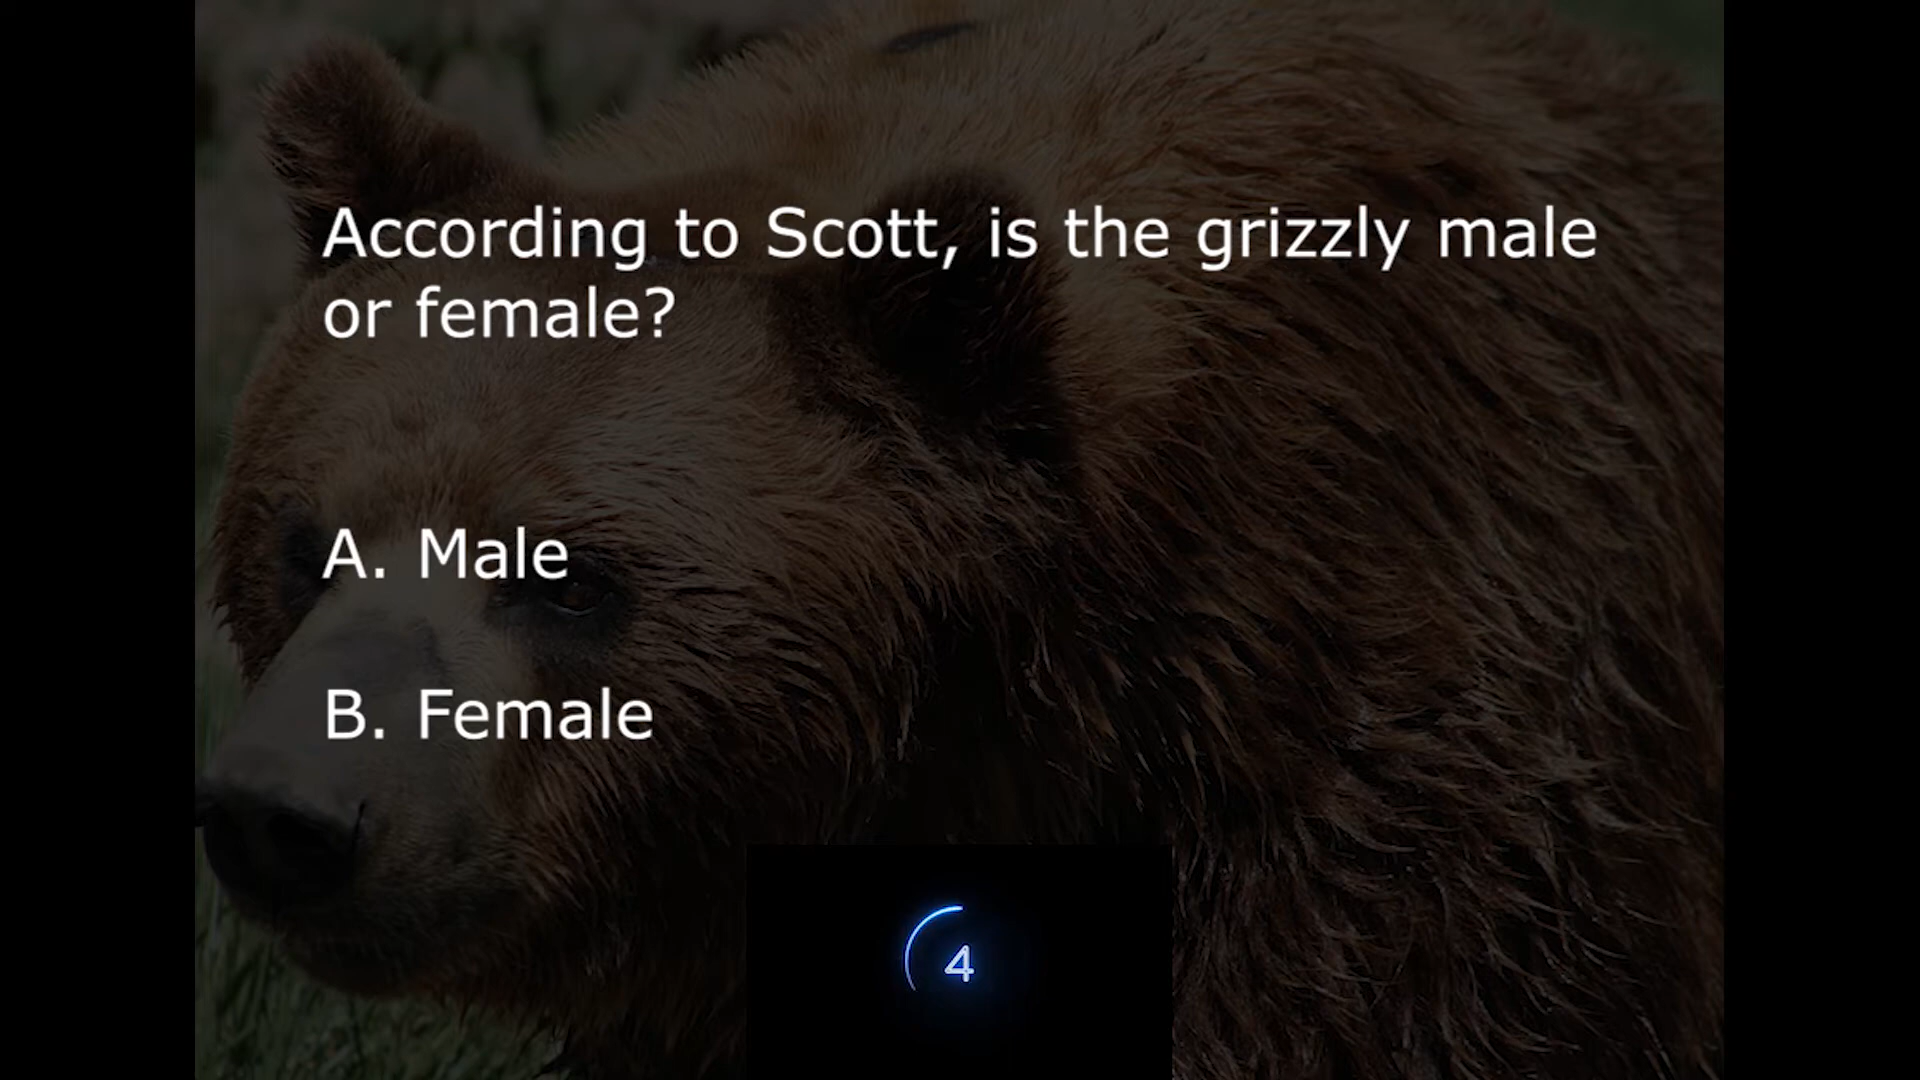 According to Scott, is the grizzly male
or female?
A. Male
B. Female
4